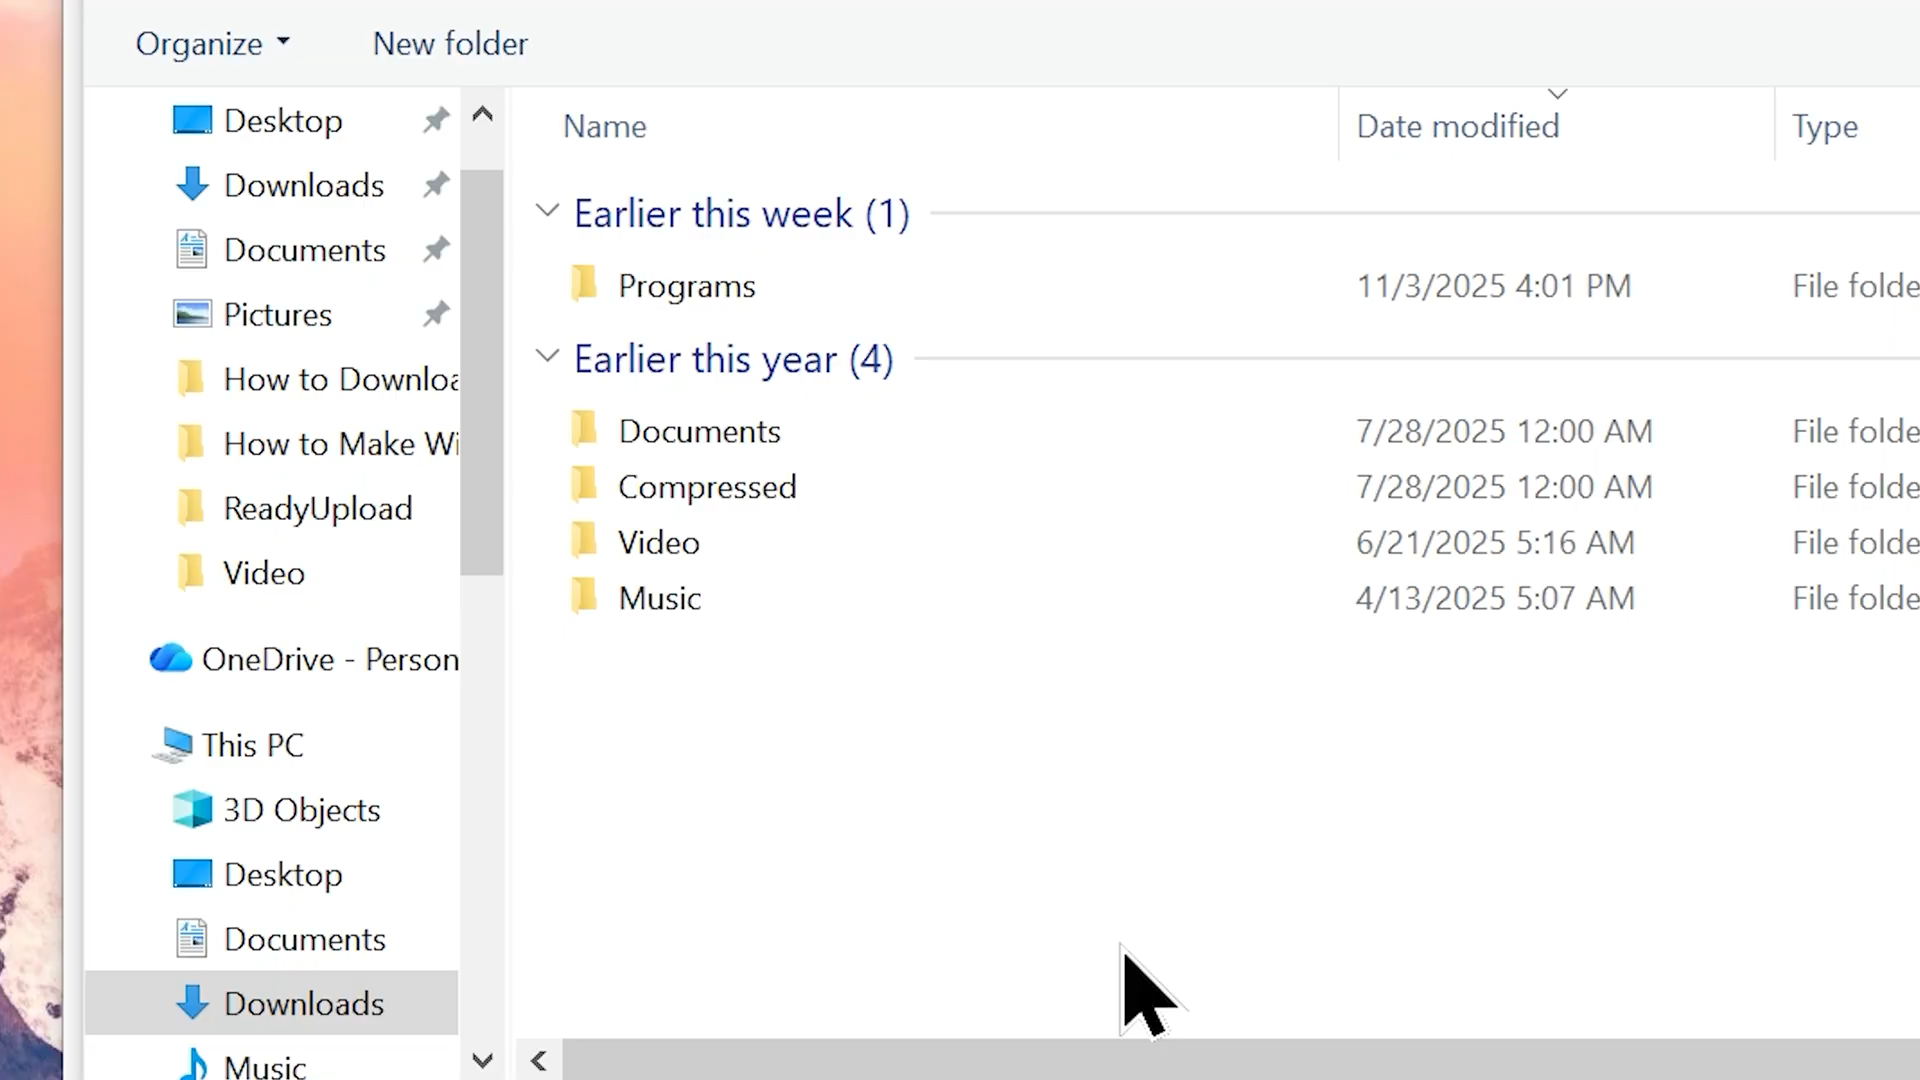 Organize New folder
Desktop
Downloads
Documents
Pictures
How to Downloa
How to Make Wi
ReadyUpload
Video
OneDrive - Person
This PC
3D Objects
Desktop
Documents
Downloads
Music
Name Date modified Type
Earlier this week (1)
Programs 11/3/2025 4:01 PM File folde
Earlier this year (4)
Documents 7/28/2025 12:00 AM File folde
Compressed 7/28/2025 12:00 AM File folde
Video 6/21/2025 5:16 AM File folde
Music 4/13/2025 5:07 AM File folde